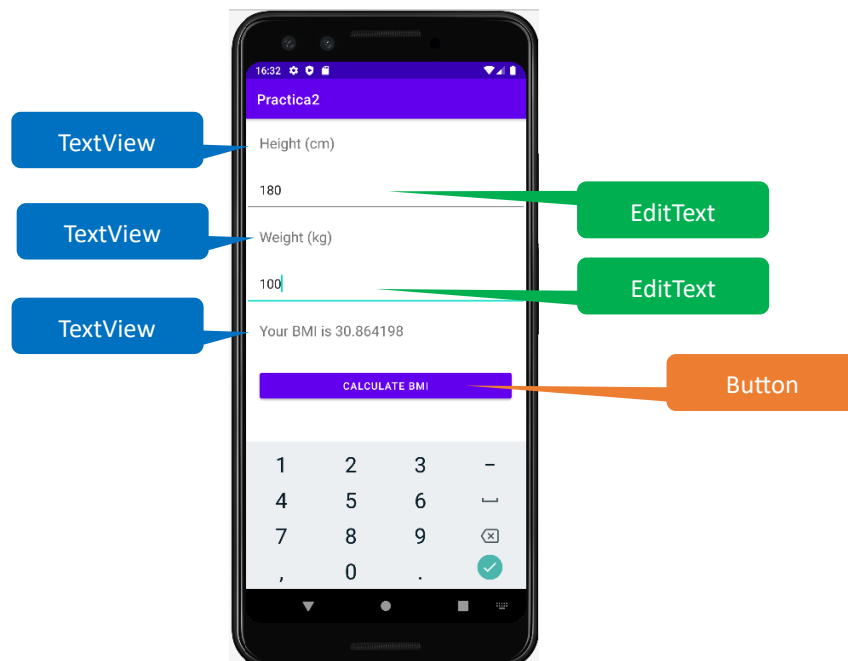 16:32
Practica2
TextView
Height (cm)
180
EditText
TextView
Weight (kg)
100
EditText
TextView
Your BMI is 30.864198
CALCULATE BMI
Button
1 2 3 –
4 5 6
7 8 9
, 0 .